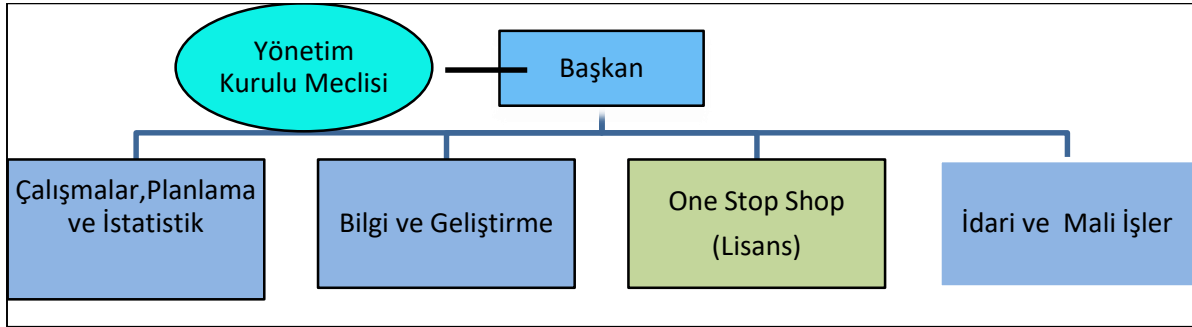 Yönetim
Kurulu Meclisi
Başkan
Çalışmalar,Planlama
ve İstatistik
Bilgi ve Geliştirme
One Stop Shop
(Lisans)
İdari ve  Mali İşler